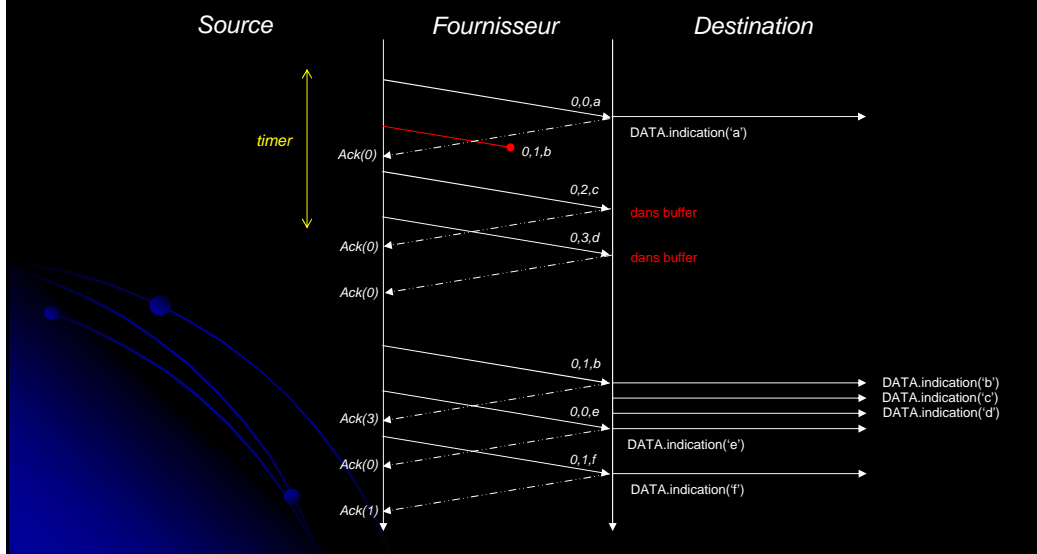 Source Fournisseur Destination
0,0,a
DATA.indication(‘a’)
timer
Ack(0)
0,1,b
0,2,c
dans buffer
Ack(0)
0,3,d
dans buffer
Ack(0)
0,1,b
DATA.indication(‘b’)
DATA.indication(‘c’)
DATA.indication(‘d’)
Ack(3)
0,0,e
DATA.indication(‘e’)
Ack(0)
0,1,f
DATA.indication(‘f’)
Ack(1)